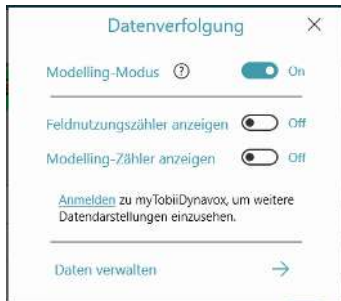 Datenverfolgung
Modelling-Modus ? On
Feldnutzungszähler anzeigen Off
Modelling-Zähler anzeigen Off
Anmelden zu myTobiiDynavox, um weitere
Datendarstellungen einzusehen.
Daten verwalten